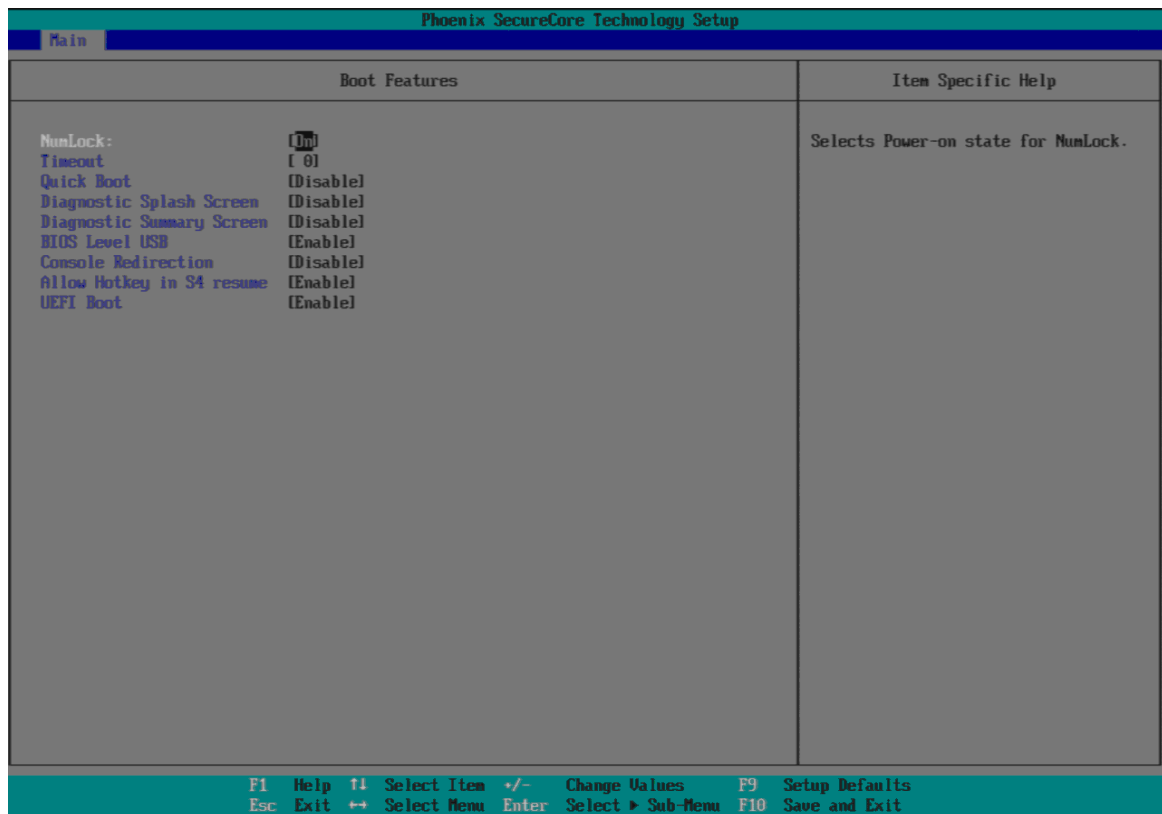 Phoenix SecureCore Technology Setup
Main
Boot Features
Item Specific Help
NumLock: [On]
Selects Power-on state for NumLock.
Timeout [ 0]
Quick Boot [Disable]
Diagnostic Splash Screen [Disable]
Diagnostic Summary Screen [Disable]
BIOS Level USB [Enable]
Console Redirection [Disable]
Allow Hotkey in S4 resume [Enable]
UEFI Boot [Enable]
F1 Help ↑↓ Select Item +/- Change Values F9 Setup Defaults
Esc Exit ↔ Select Menu Enter Select ▶ Sub-Menu F10 Save and Exit